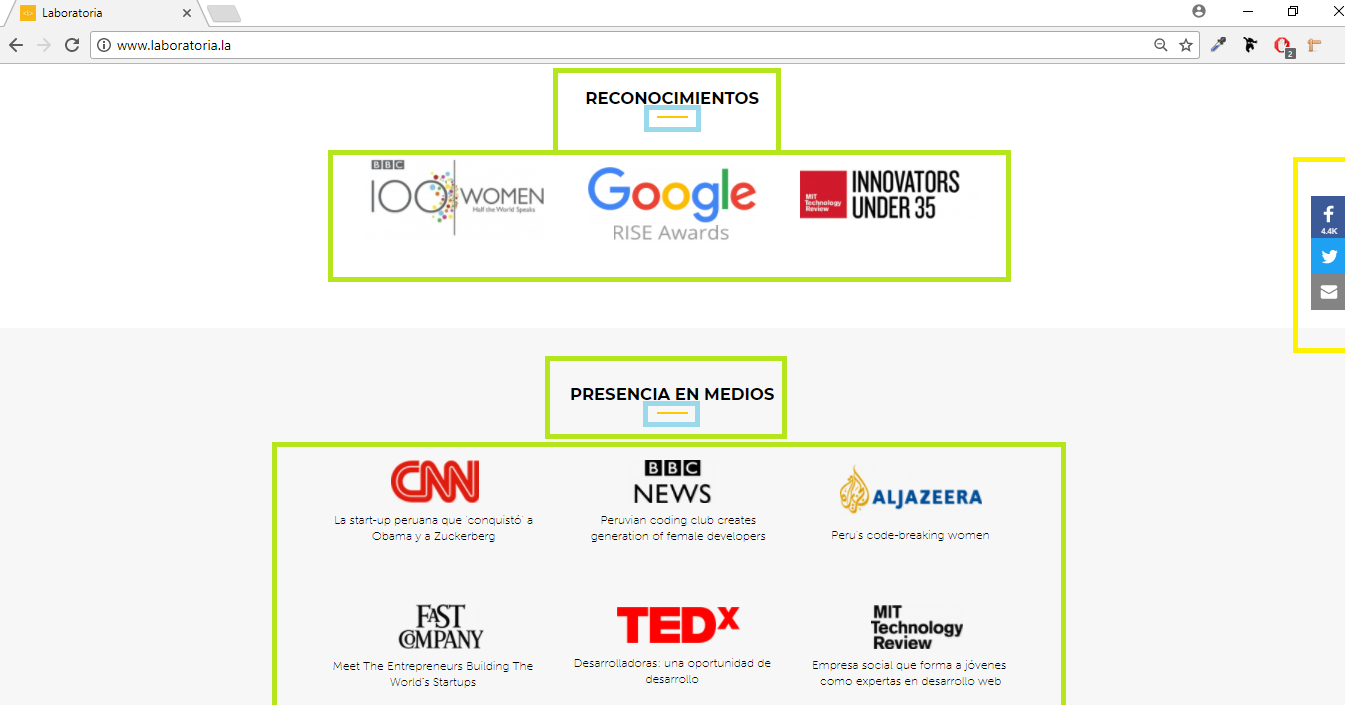 Laboratoria
www.laboratoria.la
2
RECONOCIMIENTOS
BBC
100 WOMEN
Half the World Speaks
Google
RISE Awards
MIT
Technology
Review
INNOVATORS
UNDER 35
4.4K
PRESENCIA EN MEDIOS
CNN
La start-up peruana que 'conquistó' a
Obama y a Zuckerberg
BBC
NEWS
Peruvian coding club creates
generation of female developers
ALJAZEERA
Peru's code-breaking women
FAST
COMPANY
Meet The Entrepreneurs Building The
World's Startups
TEDx
Desarrolladoras: una oportunidad de
desarrollo
MIT
Technology
Review
Empresa social que forma a jóvenes
como expertas en desarrollo web